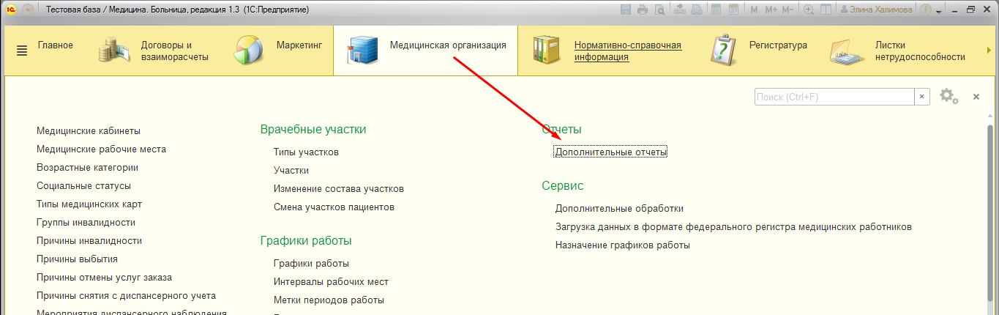 Тестовая база / Медицина. Больница, редакция 1.3 (1С:Предприятие)
M M+ M-
Элина Халимова
Главное
Договоры и
взаиморасчеты
Маркетинг
Медицинская организация
Нормативно-справочная
информация
Регистратура
Листки
нетрудоспособности
Поиск (Ctrl+F)
Медицинские кабинеты
Медицинские рабочие места
Возрастные категории
Социальные статусы
Типы медицинских карт
Группы инвалидности
Причины инвалидности
Причины выбытия
Причины отмены услуг заказа
Причины снятия с диспансерного учета
Мероприятия диспансерного наблюдения
Врачебные участки
Типы участков
Участки
Изменение состава участков
Смена участков пациентов
Графики работы
Графики работы
Интервалы рабочих мест
Метки периодов работы
Отчеты
Дополнительные отчеты
Сервис
Дополнительные обработки
Загрузка данных в формате федерального регистра медицинских работников
Назначение графиков работы